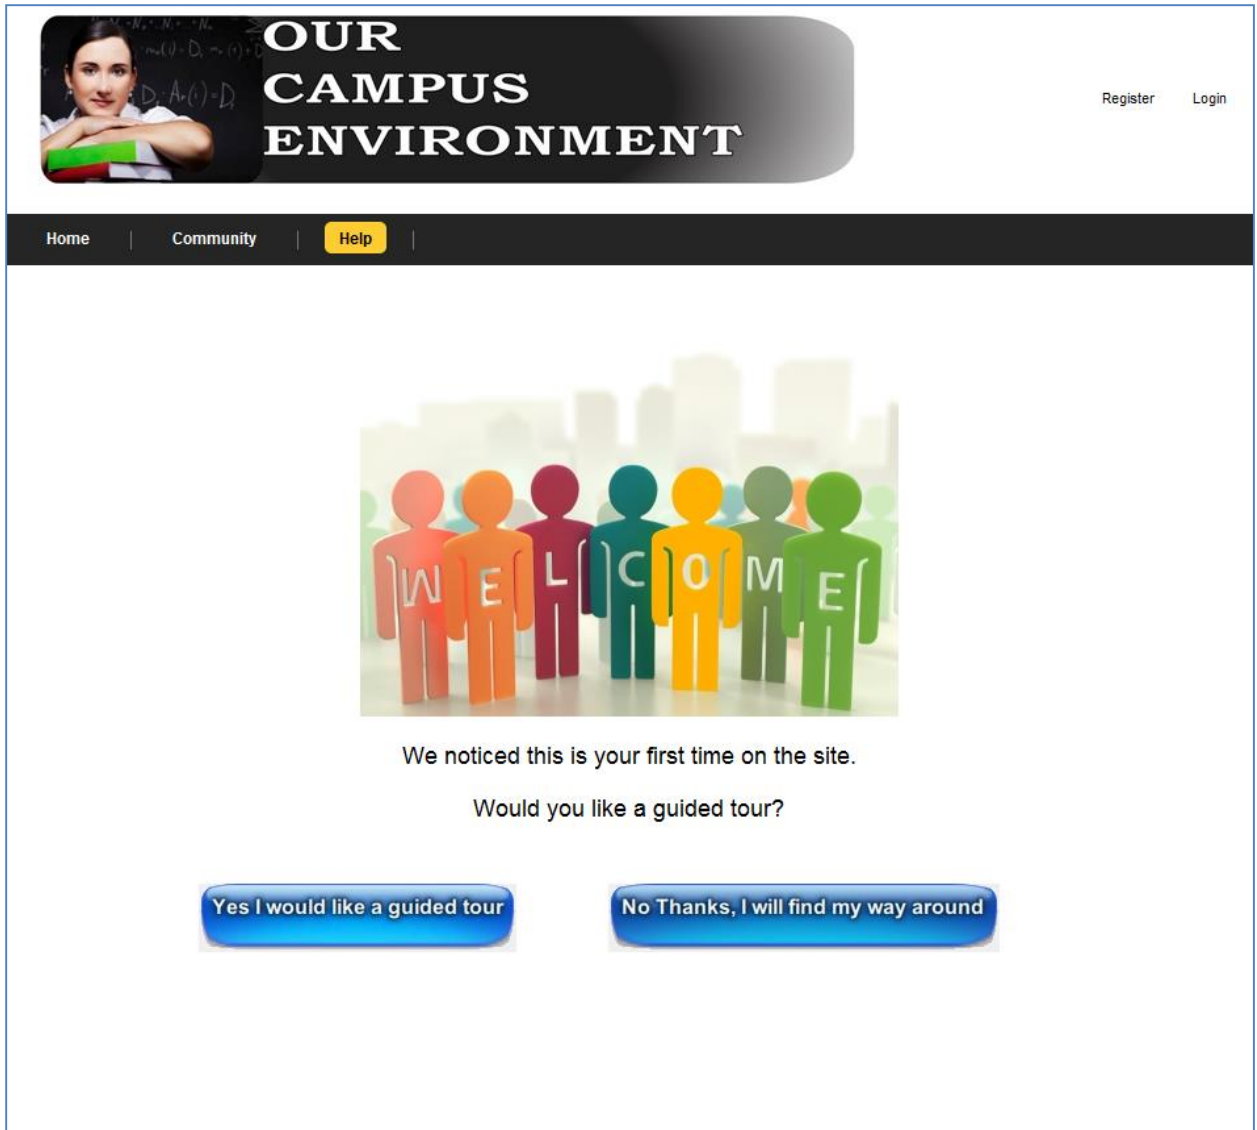 OUR
CAMPUS
ENVIRONMENT
Register Login
Home | Community | Help |
WELCOME
We noticed this is your first time on the site.
Would you like a guided tour?
Yes I would like a guided tour
No Thanks, I will find my way around